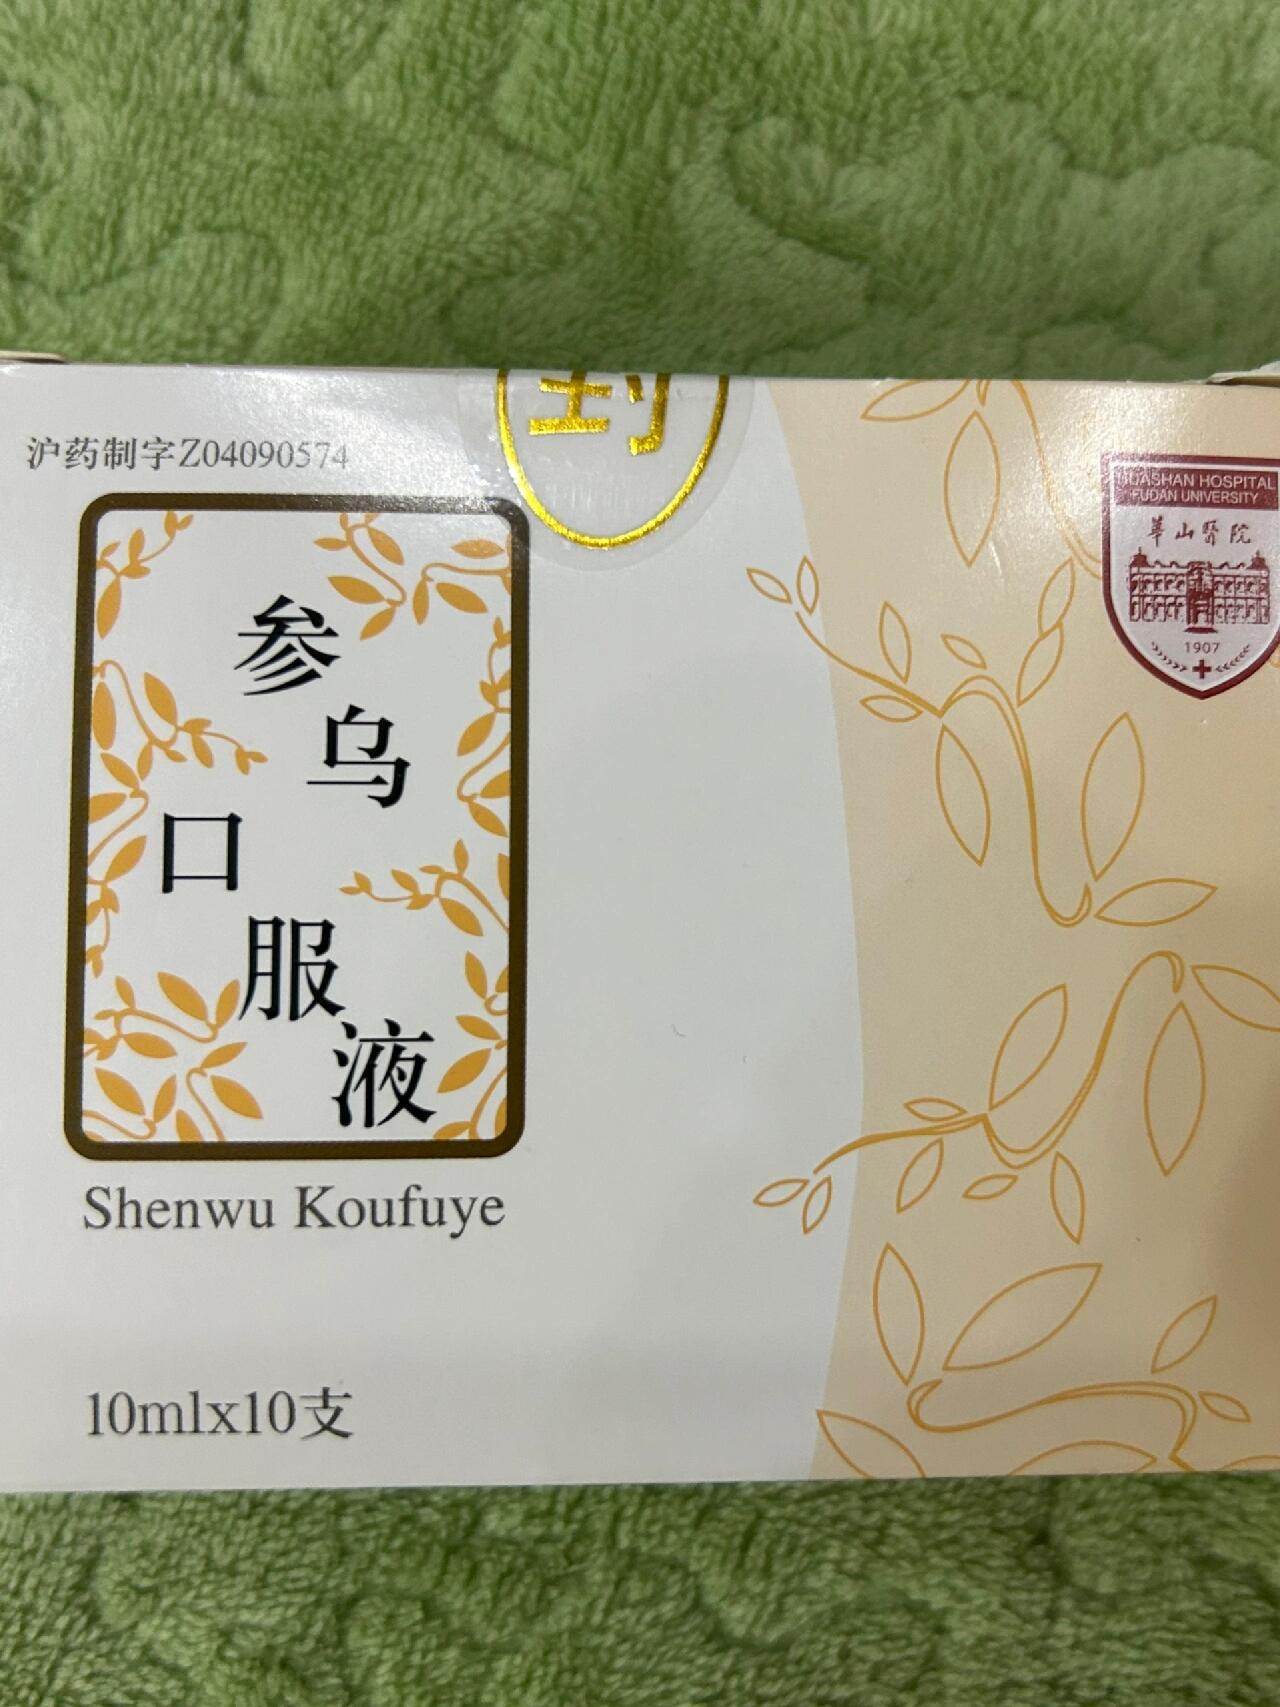 沪药制字Z04090574
HUASHAN HOSPITAL
FUDAN UNIVERSITY
華山醫院
1907
参乌口服液
Shenwu Koufuye
10mlx10支